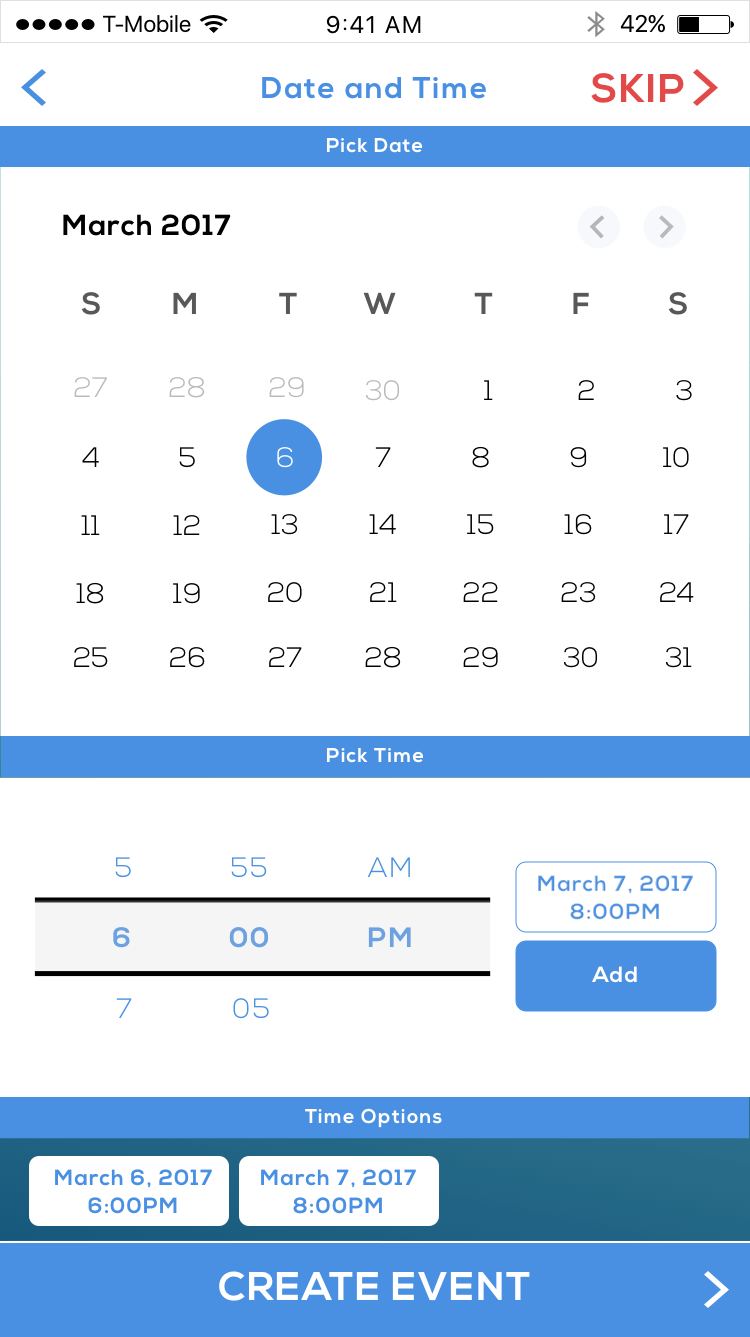 ●●●●● T-Mobile 9:41 AM 42%
Date and Time SKIP
Pick Date
March 2017
S M T W T F S
27 28 29 30 1 2 3
4 5 6 7 8 9 10
11 12 13 14 15 16 17
18 19 20 21 22 23 24
25 26 27 28 29 30 31
Pick Time
5 55 AM
6 00 PM
7 05
March 7, 2017
8:00PM
Add
Time Options
March 6, 2017
6:00PM
March 7, 2017
8:00PM
CREATE EVENT